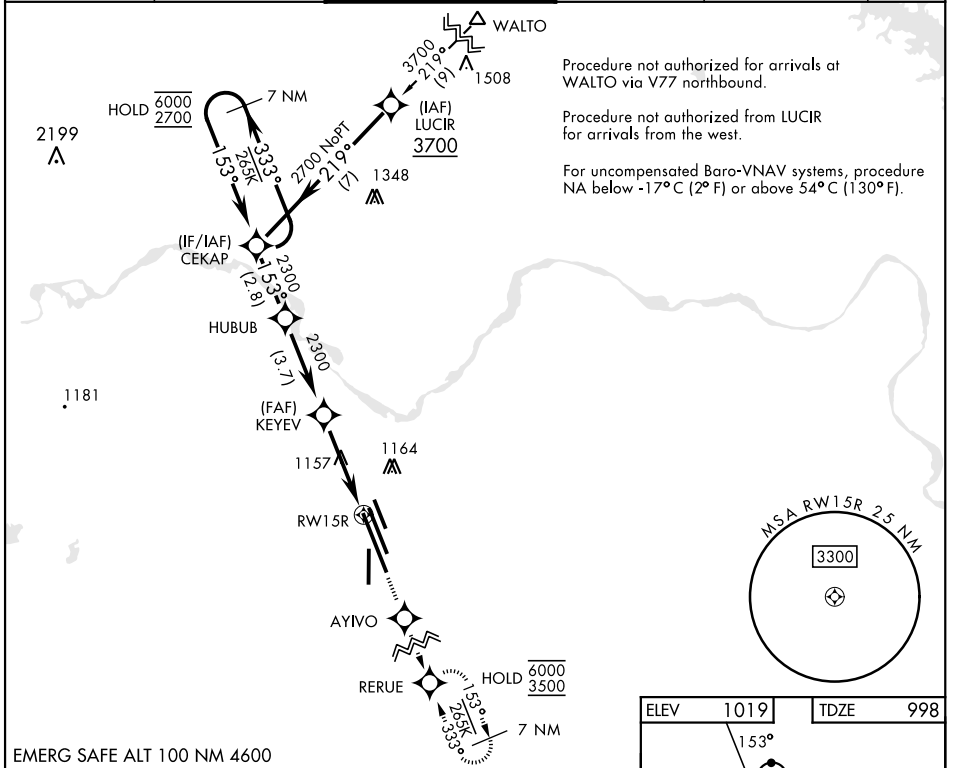 WALTO
3700
219°
(9)
1508
Procedure not authorized for arrivals at
WALTO via V77 northbound.
Procedure not authorized from LUCIR
for arrivals from the west.
For uncompensated Baro-VNAV systems, procedure
NA below -17°C (2°F) or above 54°C (130°F).
HOLD 6000
2700
7 NM
(IAF)
LUCIR
3700
2199
153°
333°
265K
2700 NoPT
219°
(7)
1348
(IF/IAF)
CEKAP
2300
153°
(2.8)
HUBUB
2300
(3.7)
1181
(FAF)
KEYEV
1157
1164
RW15R
MSA RW15R 25 NM
3300
AYIVO
RERUE
HOLD 6000
3500
153°
265K
333°
7 NM
ELEV 1019
TDZE 998
153°
EMERG SAFE ALT 100 NM 4600